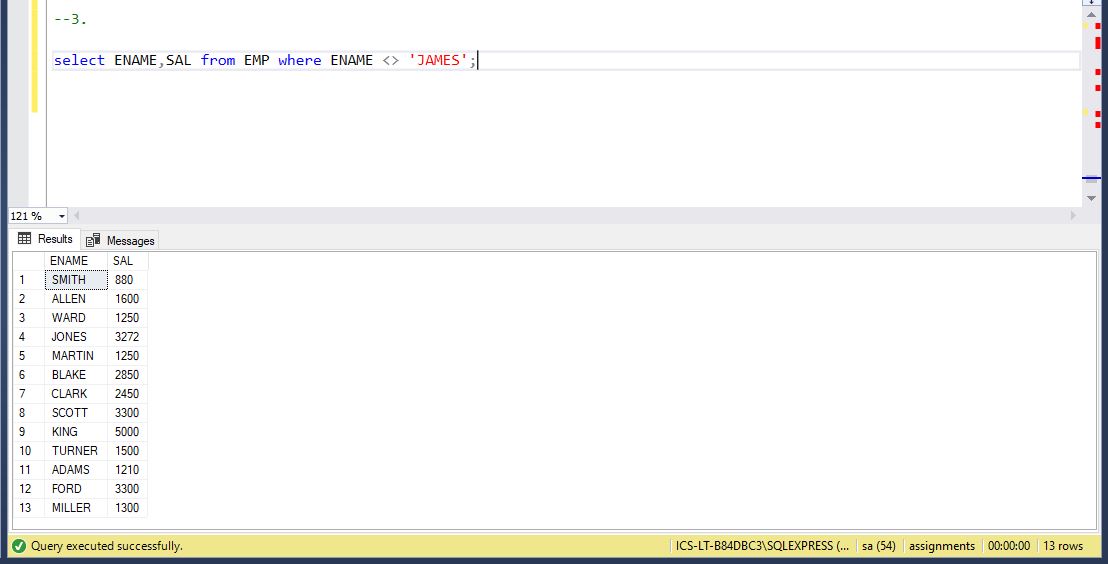 --3.
select ENAME,SAL from EMP where ENAME <> 'JAMES';
121 %
Results Messages
ENAME SAL
1 SMITH 880
2 ALLEN 1600
3 WARD 1250
4 JONES 3272
5 MARTIN 1250
6 BLAKE 2850
7 CLARK 2450
8 SCOTT 3300
9 KING 5000
10 TURNER 1500
11 ADAMS 1210
12 FORD 3300
13 MILLER 1300
Query executed successfully. ICS-LT-B84DBC3\SQLEXPRESS (... sa (54) assignments 00:00:00 13 rows